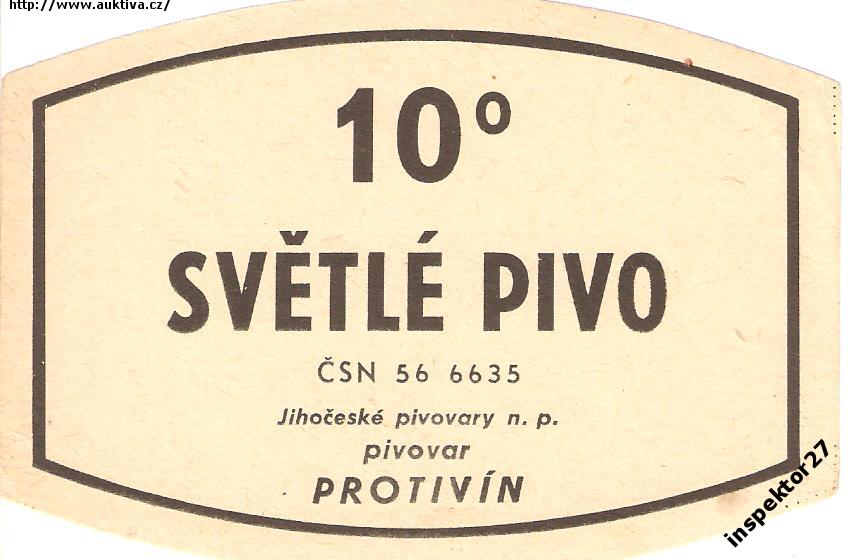 http://www.auktiva.cz/
10°
SVĚTLÉ PIVO
ČSN 56 6635
Jihočeské pivovary n. p.
pivovar
PROTIVÍN
inspektor27